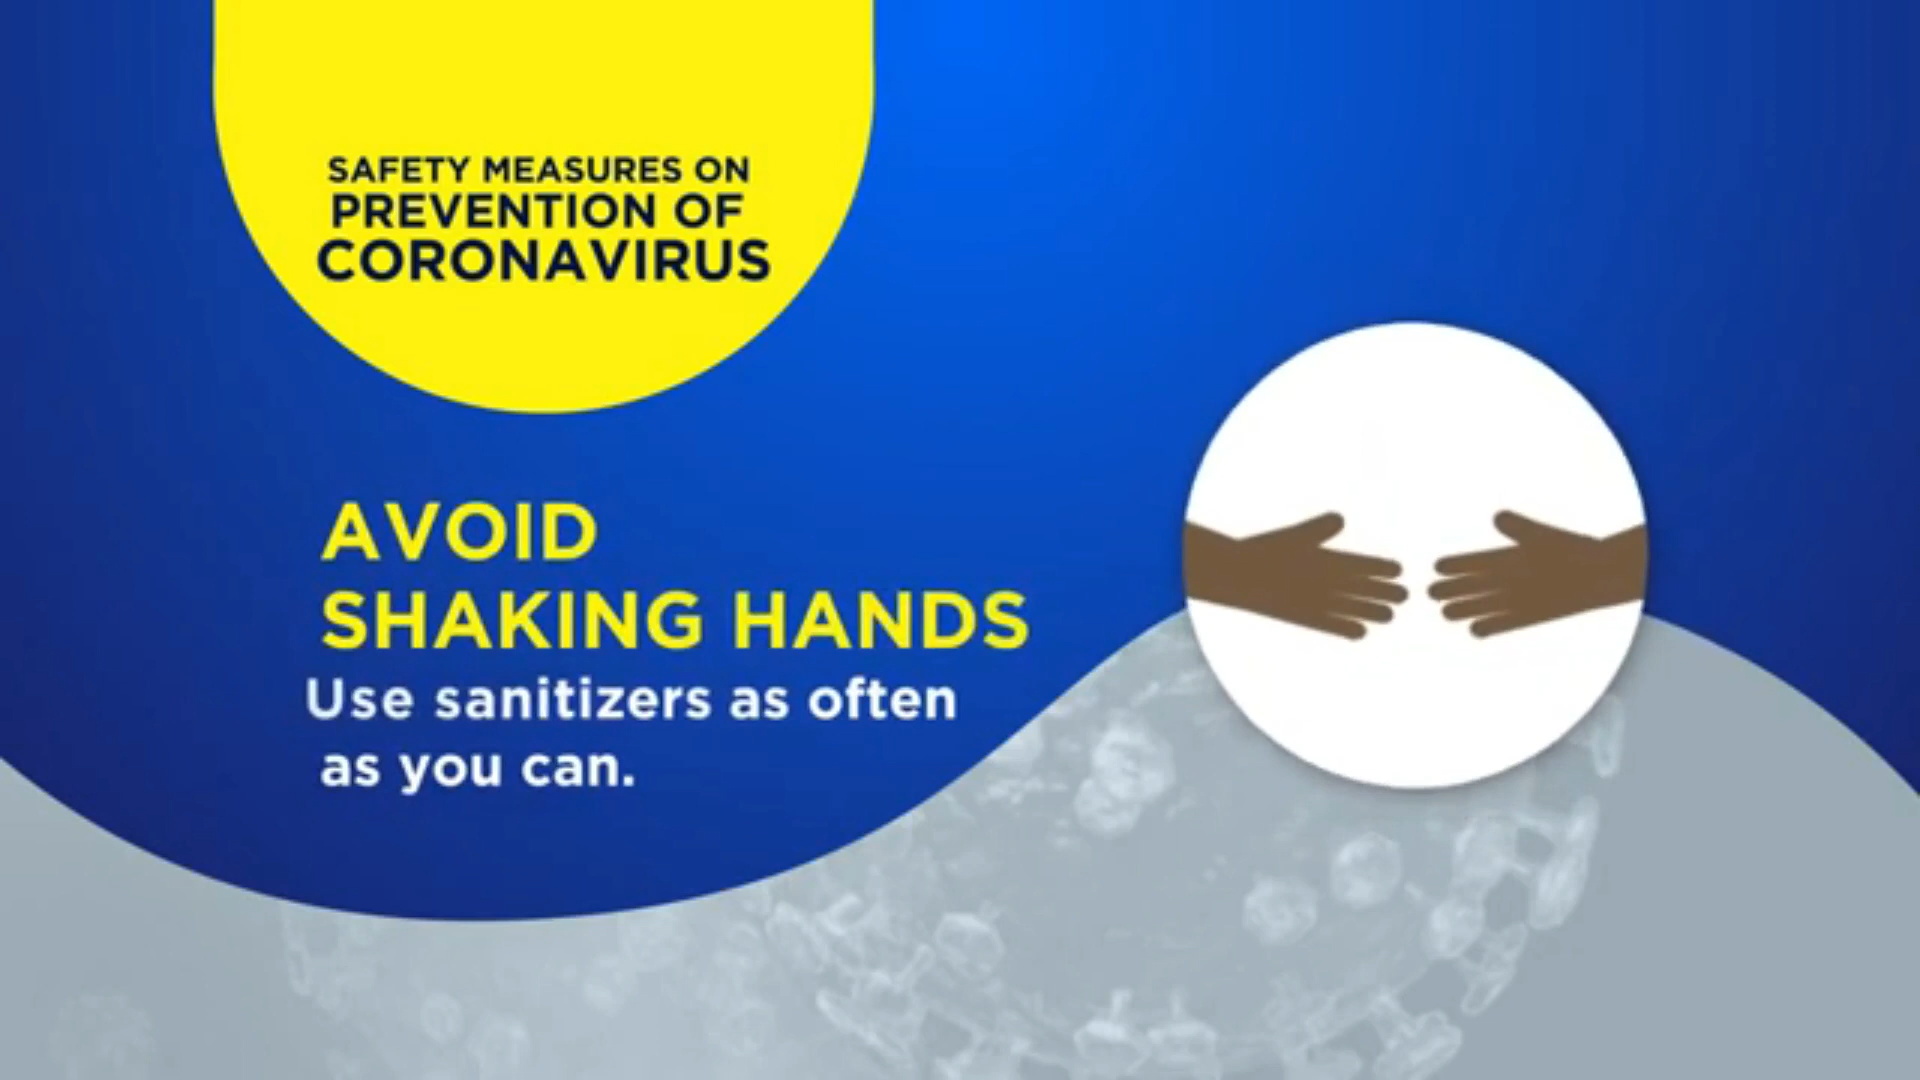 SAFETY MEASURES ON
PREVENTION OF
CORONAVIRUS
AVOID
SHAKING HANDS
Use sanitizers as often
as you can.